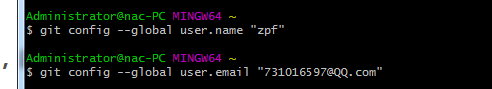 Administrator@nac-PC MINGW64 ~
$ git config --global user.name "zpf"
Administrator@nac-PC MINGW64 ~
,
$ git config --global user.email "731016597@QQ.com"